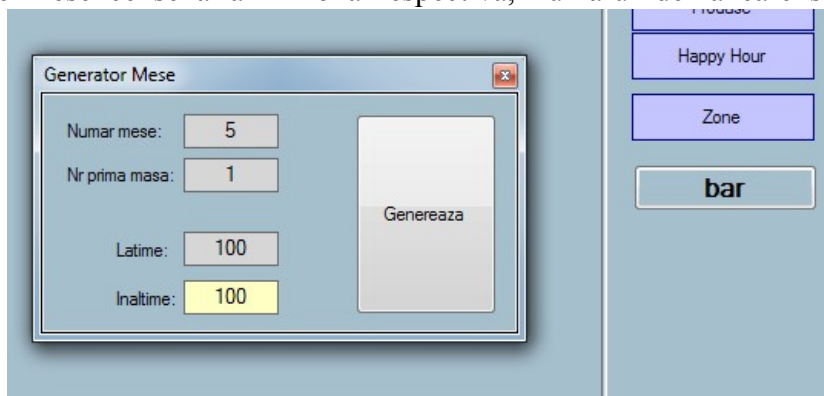 Generator Mese
Happy Hour
Numar mese: 5
Zone
Nr prima masa: 1
bar
Genereaza
Latime: 100
Inaltime: 100